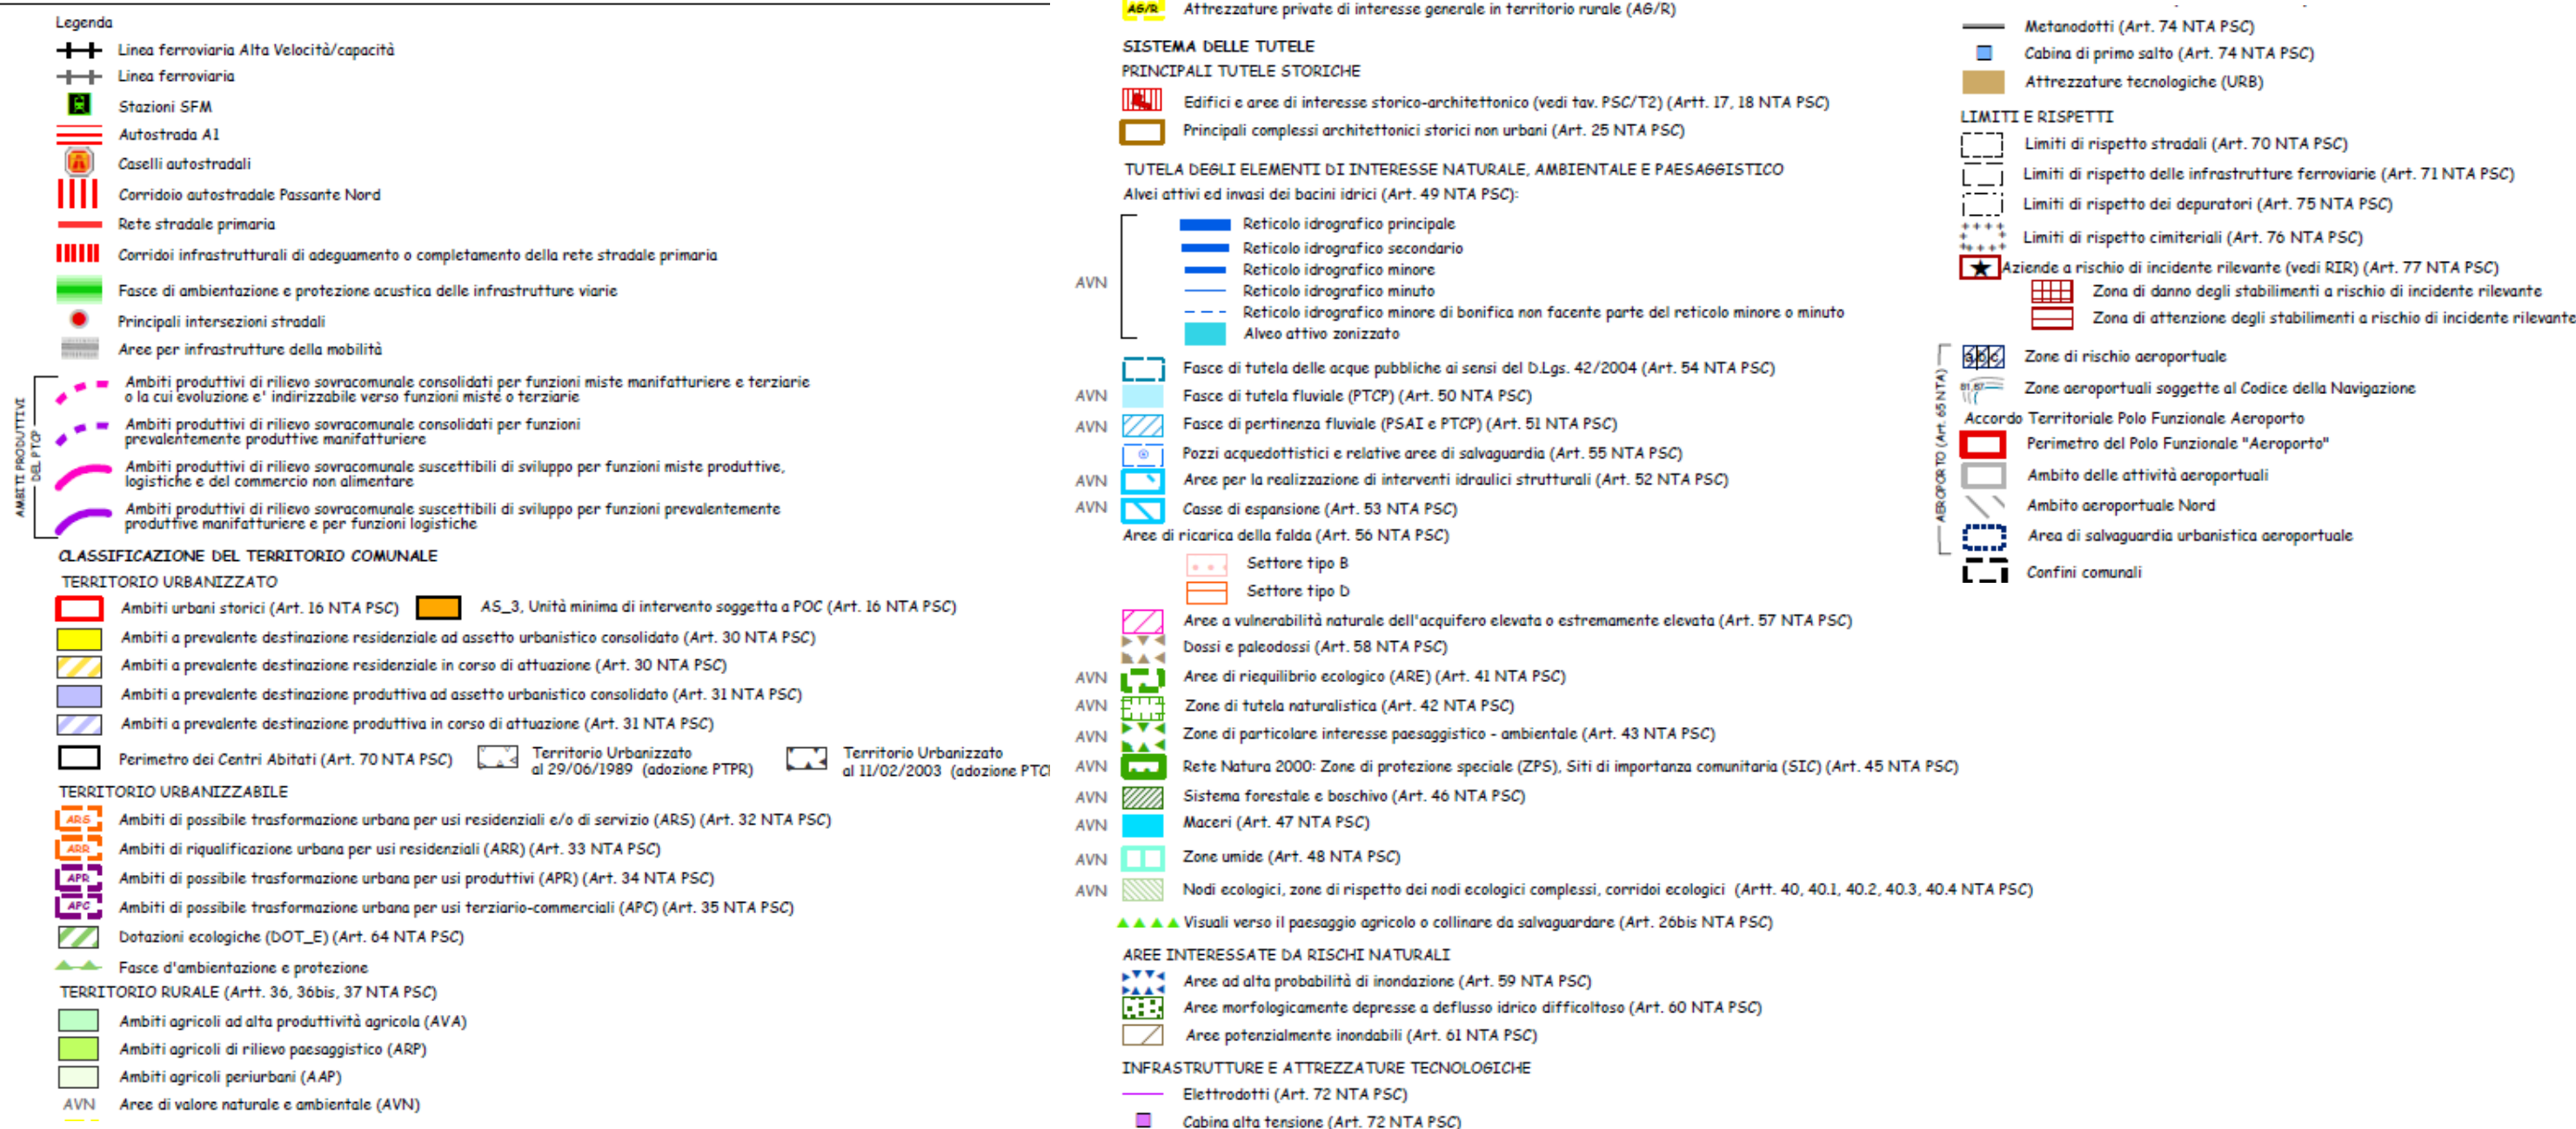 Legenda
Linea ferroviaria Alta Velocità/capacità
Linea ferroviaria
Stazioni SFM
Autostrada A1
Caselli autostradali
Corridoio autostradale Passante Nord
Rete stradale primaria
Corridoi infrastrutturali di adeguamento o completamento della rete stradale primaria
Fasce di ambientazione e protezione acustica delle infrastrutture viarie
Principali intersezioni stradali
Aree per infrastrutture della mobilità
AMBITI PRODUTTIVI
DEL PTCP
Ambiti produttivi di rilievo sovracomunale consolidati per funzioni miste manifatturiere e terziarie
o la cui evoluzione e' indirizzabile verso funzioni miste o terziarie
Ambiti produttivi di rilievo sovracomunale consolidati per funzioni
prevalentemente produttive manifatturiere
Ambiti produttivi di rilievo sovracomunale suscettibili di sviluppo per funzioni miste produttive,
logistiche e del commercio non alimentare
Ambiti produttivi di rilievo sovracomunale suscettibili di sviluppo per funzioni prevalentemente
produttive manifatturiere e per funzioni logistiche
CLASSIFICAZIONE DEL TERRITORIO COMUNALE
TERRITORIO URBANIZZATO
Ambiti urbani storici (Art. 16 NTA PSC)
AS_3, Unità minima di intervento soggetta a POC (Art. 16 NTA PSC)
Ambiti a prevalente destinazione residenziale ad assetto urbanistico consolidato (Art. 30 NTA PSC)
Ambiti a prevalente destinazione residenziale in corso di attuazione (Art. 30 NTA PSC)
Ambiti a prevalente destinazione produttiva ad assetto urbanistico consolidato (Art. 31 NTA PSC)
Ambiti a prevalente destinazione produttiva in corso di attuazione (Art. 31 NTA PSC)
Perimetro dei Centri Abitati (Art. 70 NTA PSC)
Territorio Urbanizzato
al 29/06/1989 (adozione PTPR)
Territorio Urbanizzato
al 11/02/2003 (adozione PTC
TERRITORIO URBANIZZABILE
ARS Ambiti di possibile trasformazione urbana per usi residenziali e/o di servizio (ARS) (Art. 32 NTA PSC)
ARR Ambiti di riqualificazione urbana per usi residenziali (ARR) (Art. 33 NTA PSC)
APR Ambiti di possibile trasformazione urbana per usi produttivi (APR) (Art. 34 NTA PSC)
APC Ambiti di possibile trasformazione urbana per usi terziario-commerciali (APC) (Art. 35 NTA PSC)
Dotazioni ecologiche (DOT_E) (Art. 64 NTA PSC)
Fasce d'ambientazione e protezione
TERRITORIO RURALE (Artt. 36, 36bis, 37 NTA PSC)
Ambiti agricoli ad alta produttività agricola (AVA)
Ambiti agricoli di rilievo paesaggistico (ARP)
Ambiti agricoli periurbani (AAP)
AVN Aree di valore naturale e ambientale (AVN)
AG/R Attrezzature private di interesse generale in territorio rurale (AG/R)
SISTEMA DELLE TUTELE
PRINCIPALI TUTELE STORICHE
Edifici e aree di interesse storico-architettonico (vedi tav. PSC/T2) (Artt. 17, 18 NTA PSC)
Principali complessi architettonici storici non urbani (Art. 25 NTA PSC)
TUTELA DEGLI ELEMENTI DI INTERESSE NATURALE, AMBIENTALE E PAESAGGISTICO
Alvei attivi ed invasi dei bacini idrici (Art. 49 NTA PSC):
AVN
Reticolo idrografico principale
Reticolo idrografico secondario
Reticolo idrografico minore
Reticolo idrografico minuto
Reticolo idrografico minore di bonifica non facente parte del reticolo minore o minuto
Alveo attivo zonizzato
Fasce di tutela delle acque pubbliche ai sensi del D.Lgs. 42/2004 (Art. 54 NTA PSC)
AVN Fasce di tutela fluviale (PTCP) (Art. 50 NTA PSC)
AVN Fasce di pertinenza fluviale (PSAI e PTCP) (Art. 51 NTA PSC)
Pozzi acquedottistici e relative aree di salvaguardia (Art. 55 NTA PSC)
AVN Aree per la realizzazione di interventi idraulici strutturali (Art. 52 NTA PSC)
AVN Casse di espansione (Art. 53 NTA PSC)
Aree di ricarica della falda (Art. 56 NTA PSC)
Settore tipo B
Settore tipo D
Aree a vulnerabilità naturale dell'acquifero elevata o estremamente elevata (Art. 57 NTA PSC)
Dossi e paleodossi (Art. 58 NTA PSC)
AVN Aree di riequilibrio ecologico (ARE) (Art. 41 NTA PSC)
AVN Zone di tutela naturalistica (Art. 42 NTA PSC)
AVN Zone di particolare interesse paesaggistico - ambientale (Art. 43 NTA PSC)
AVN Rete Natura 2000: Zone di protezione speciale (ZPS), Siti di importanza comunitaria (SIC) (Art. 45 NTA PSC)
AVN Sistema forestale e boschivo (Art. 46 NTA PSC)
AVN Maceri (Art. 47 NTA PSC)
AVN Zone umide (Art. 48 NTA PSC)
AVN Nodi ecologici, zone di rispetto dei nodi ecologici complessi, corridoi ecologici (Artt. 40, 40.1, 40.2, 40.3, 40.4 NTA PSC)
Visuali verso il paesaggio agricolo o collinare da salvaguardare (Art. 26bis NTA PSC)
AREE INTERESSATE DA RISCHI NATURALI
Aree ad alta probabilità di inondazione (Art. 59 NTA PSC)
Aree morfologicamente depresse a deflusso idrico difficoltoso (Art. 60 NTA PSC)
Aree potenzialmente inondabili (Art. 61 NTA PSC)
INFRASTRUTTURE E ATTREZZATURE TECNOLOGICHE
Elettrodotti (Art. 72 NTA PSC)
Cabina alta tensione (Art. 72 NTA PSC)
Metanodotti (Art. 74 NTA PSC)
Cabina di primo salto (Art. 74 NTA PSC)
Attrezzature tecnologiche (URB)
LIMITI E RISPETTI
Limiti di rispetto stradali (Art. 70 NTA PSC)
Limiti di rispetto delle infrastrutture ferroviarie (Art. 71 NTA PSC)
Limiti di rispetto dei depuratori (Art. 75 NTA PSC)
Limiti di rispetto cimiteriali (Art. 76 NTA PSC)
Aziende a rischio di incidente rilevante (vedi RIR) (Art. 77 NTA PSC)
Zona di danno degli stabilimenti a rischio di incidente rilevante
Zona di attenzione degli stabilimenti a rischio di incidente rilevante
AEROPORTO (Art. 65 NTA)
a b c Zone di rischio aeroportuale
B1, B7 Zone aeroportuali soggette al Codice della Navigazione
Accordo Territoriale Polo Funzionale Aeroporto
Perimetro del Polo Funzionale "Aeroporto"
Ambito delle attività aeroportuali
Ambito aeroportuale Nord
Area di salvaguardia urbanistica aeroportuale
Confini comunali